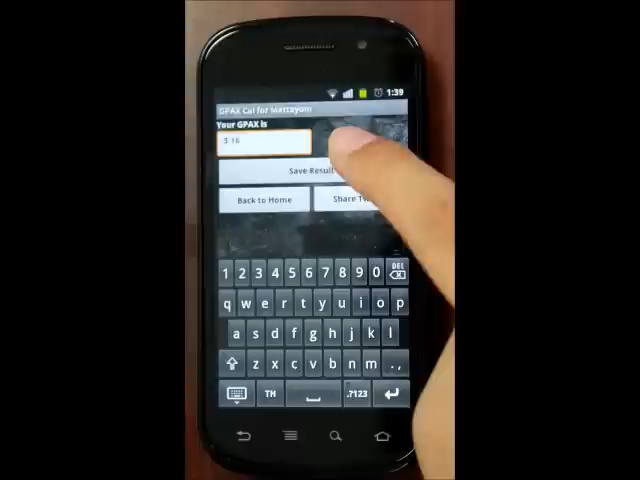 1:39
GPAX Cal for Mattayom
Your GPAX is
3.16
Save Result
Back to Home Share
1 2 3 4 5 6 7 8 9 0 DEL
q w e r t y u i o p
a s d f g h j k l
z x c v b n m . ,
TH .?123